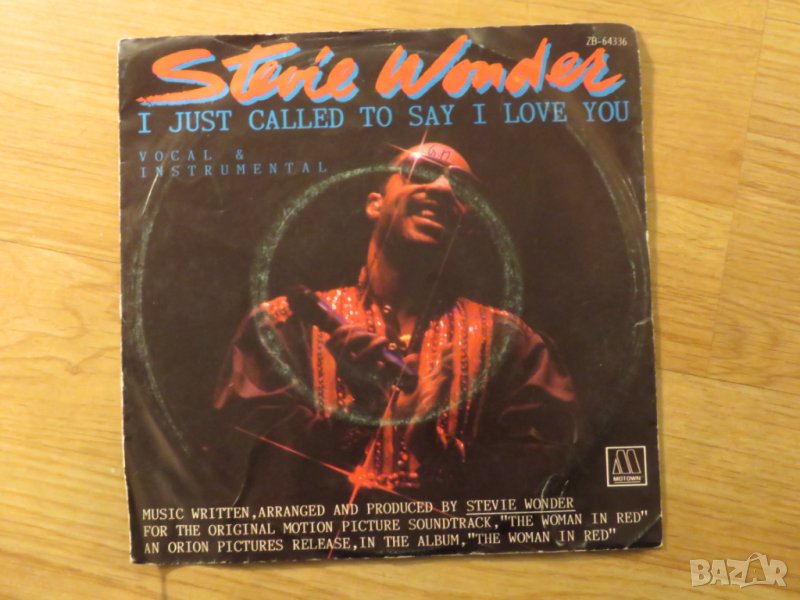 ZB-64336
Stevie Wonder
I JUST CALLED TO SAY I LOVE YOU
VOCAL &
INSTRUMENTAL
MOTOWN
MUSIC WRITTEN,ARRANGED AND PRODUCED BY STEVIE WONDER
FOR THE ORIGINAL MOTION PICTURE SOUNDTRACK,"THE WOMAN IN RED"
AN ORION PICTURES RELEASE,IN THE ALBUM,"THE WOMAN IN RED"
BAZAR